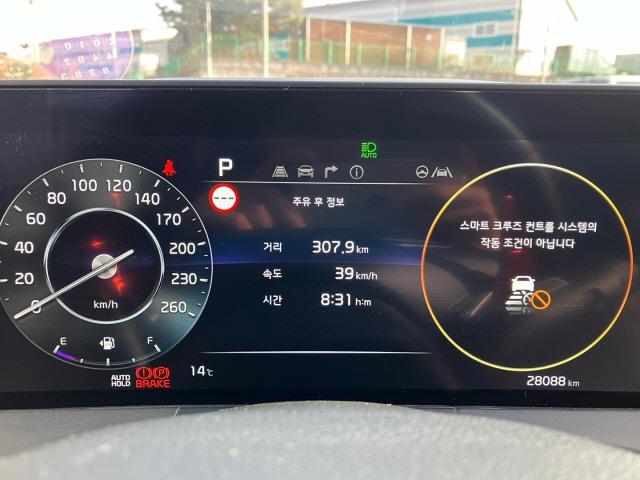 AUTO
P
주유 후 정보
거리 307.9 km
속도 39 km/h
시간 8:31 h:m
스마트 크루즈 컨트롤 시스템의
작동 조건이 아닙니다
0
20
40
60
80
100
120
140
170
200
230
260
km/h
E
F
AUTO
HOLD
P
BRAKE
14℃
28088 km